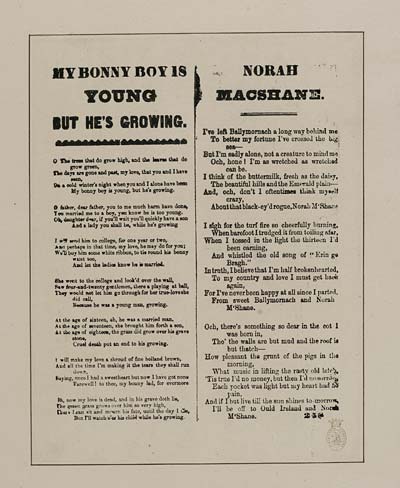 MY BONNY BOY IS
YOUNG
BUT HE'S GROWING.
O The trees that do grow high, and the leaves that do
grow green,
The days are gone and past, my love, that you and I have
seen,
On a cold winter's night when you and I alone have been
My bonny boy is young, but he's growing.
O father, dear father, you to me much harm have done,
You married me to a boy, you know he is too young.
Oh, daughter dear, if you'll wait you'll quickly have a son
And a lady you shall be, while he's growing
I will send him to college, for one year or two,
And perhaps in that time, my love, he may do for you;
We'll buy him some white ribbon, to tie round his bonny
waist too,
And let the ladies know he is married.
She went to the college and look'd over the wall,
Saw four-and-twenty gentlemen, there a playing at ball,
They would not let him go through for her true-love she
did call,
Because he was a young man, growing.
At the age of sixteen, ah, he was a married man,
At the age of seventeen, she brought him forth a son,
At the age of eighteen, the grass did grow over his grave
stone,
Cruel death put an end to his growing.
I will make my love a shroud of fine holland brown,
And all the time I'm making it the tears they shall run
down,
Saying, once I had a sweetheart but now I have got none
Farewell! to thee, my bonny lad, for evermore
O, now my love is dead, and in his grave doth lie,
The green grass grows over him so very high,
There I can sit and mourn his fate, until the day I die,
But I'll watch o'er his child while he's growing.
NORAH
MACSHANE.
I've left Ballymornach a long way behind me
To better my fortune I've crossed the big
sea—
But I'm sadly alone, not a creature to mind me
Och, hone! I'm as wretched as wretched
can be.
I think of the buttermilk, fresh as the daisy,
The beautiful hills and the Emerald plain—
And, och, don't I oftentimes think myself
crazy,
About that black-ey'd rogue, Norah M'Shane
I sigh for the turf fire so cheerfully burning,
When barefoot I trudged it from toiling afar,
When I tossed in the light the thirteen I'd
been earning,
And whistled the old song of "Erin go
Bragh."
In truth, I believe that I'm half brokenhearted,
To my country and love I must get back
again,
For I've never been happy at all since I parted,
From sweet Ballymornach and Norah
M'Shane.
Och, there's something so dear in the cot I
was born in,
Tho' the walls are but mud and the roof is
but thatch—
How pleasant the grunt of the pigs in the
morning,
What music in lifting the rusty old latch,
'Tis true I'd no money, but then I'd no sorrow,
Each pocket was light but my heart had no
pain,
And if I but live till the sun shines to-morrow,
I'll be off to Ould Ireland and Norah
M'Shane.